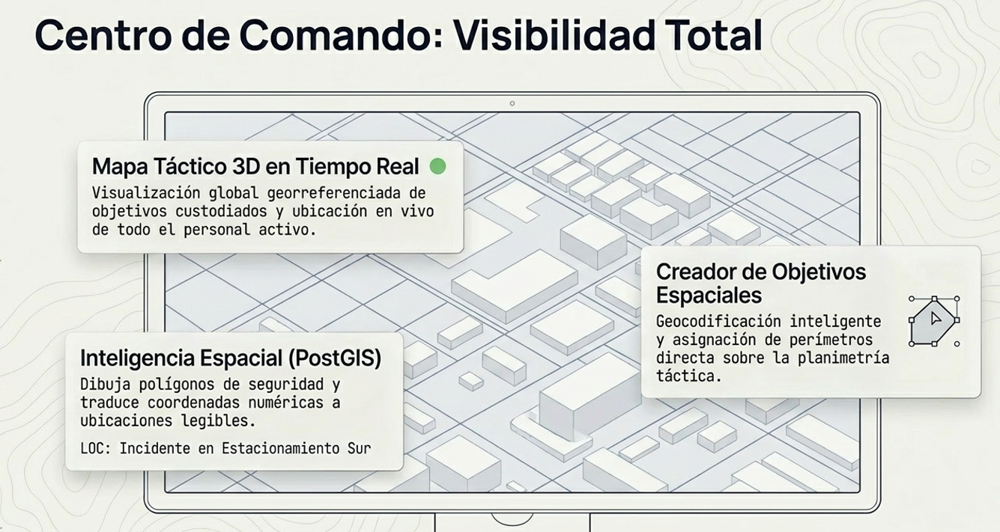 Centro de Comando: Visibilidad Total
Mapa Táctico 3D en Tiempo Real
Visualización global georreferenciada de
objetivos custodiados y ubicación en vivo
de todo el personal activo.
Creador de Objetivos
Espaciales
Geocodificación inteligente
y asignación de perímetros
directa sobre la planimetría
táctica.
Inteligencia Espacial (PostGIS)
Dibuja polígonos de seguridad y
traduce coordenadas numéricas a
ubicaciones legibles.
LOC: Incidente en Estacionamiento Sur